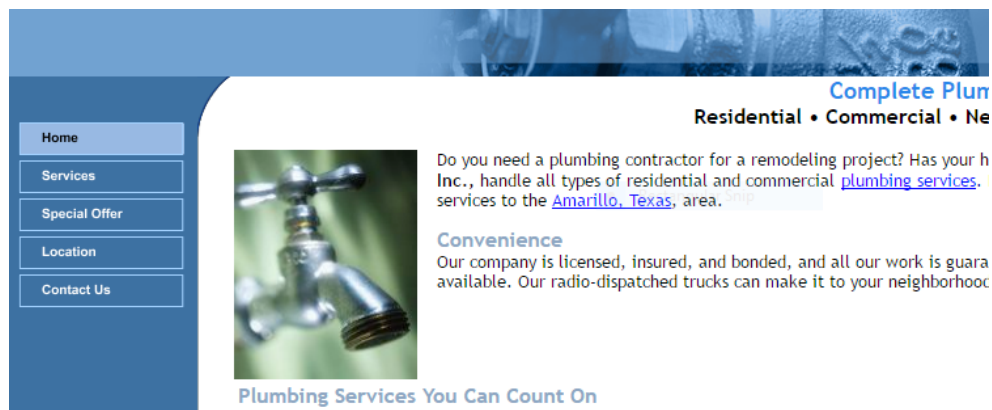 Complete Plum
Residential • Commercial • Ne
Home
Services
Special Offer
Location
Contact Us
Do you need a plumbing contractor for a remodeling project? Has your h
Inc., handle all types of residential and commercial plumbing services.
services to the Amarillo, Texas, area.
Snip
Convenience
Our company is licensed, insured, and bonded, and all our work is guara
available. Our radio-dispatched trucks can make it to your neighborhood
Plumbing Services You Can Count On